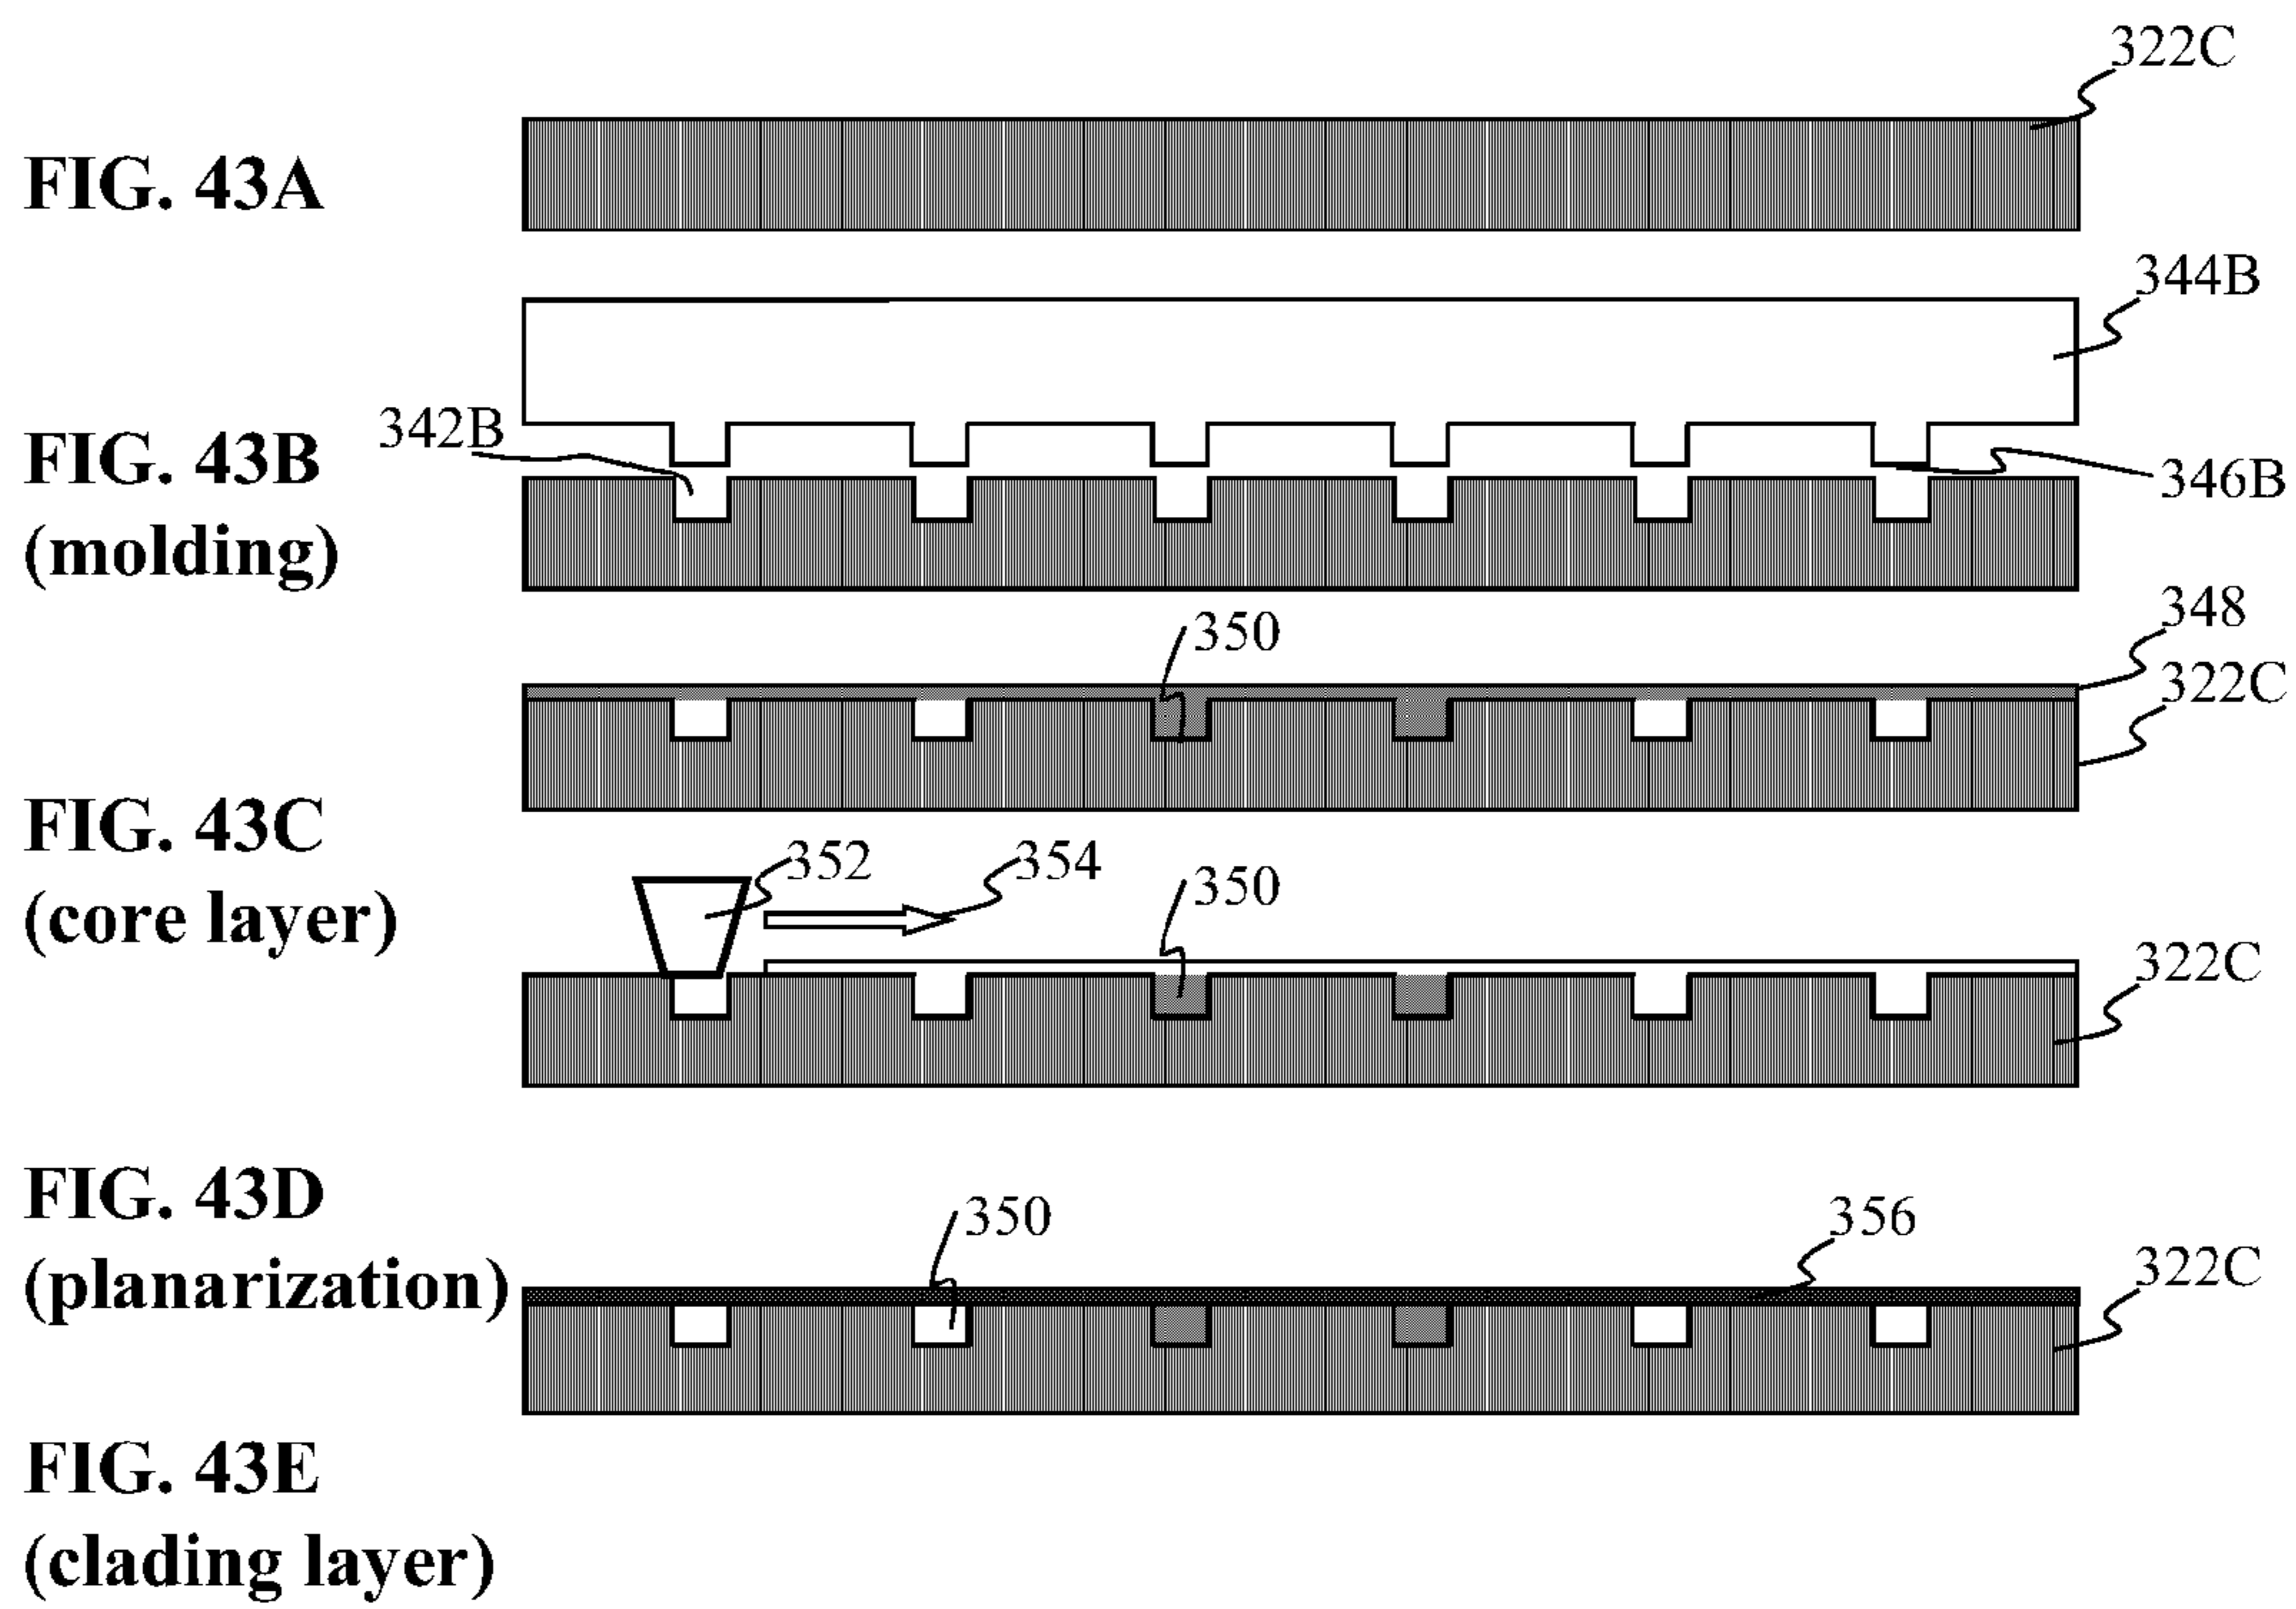 322C
FIG. 43A
344B
342B
FIG. 43B
346B
(molding)
348
350
322C
FIG. 43C
352
354
350
(core layer)
322C
FIG. 43D
350
356
322C
(planarization)
FIG. 43E
(clading layer)